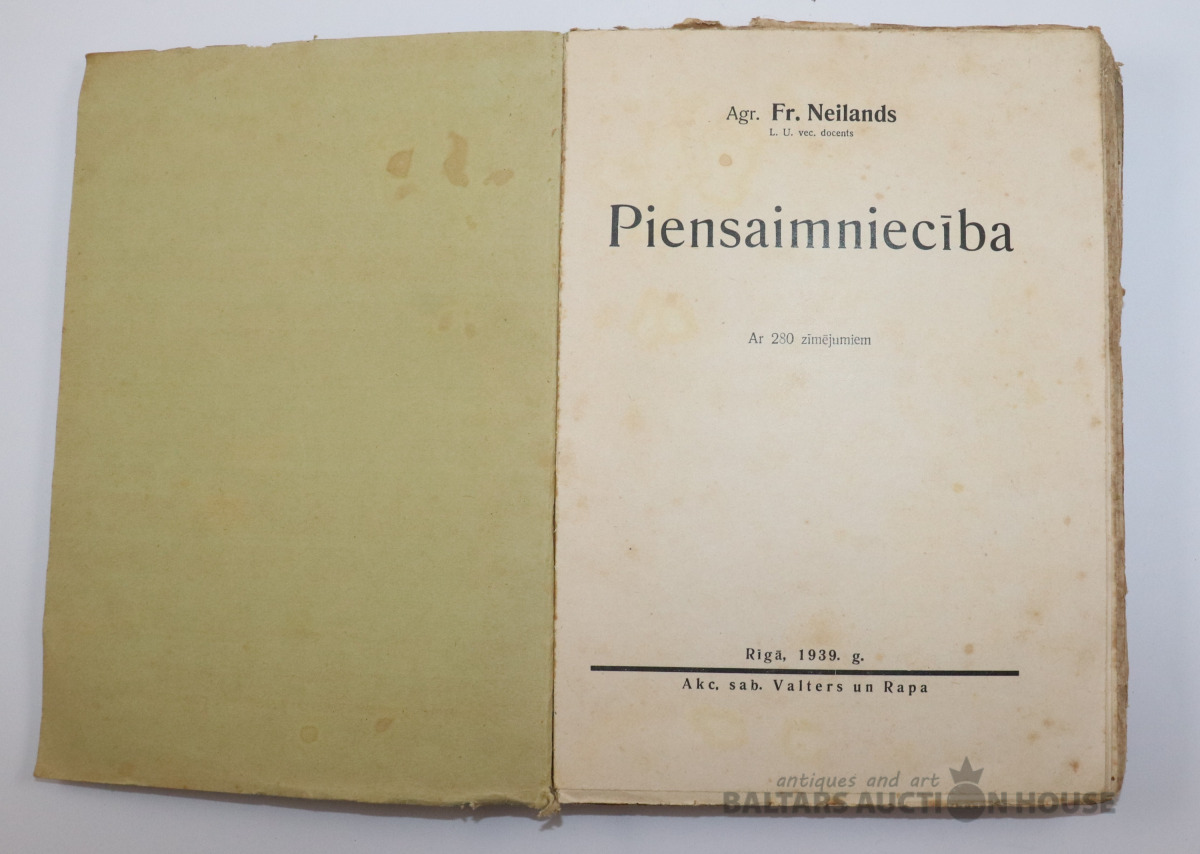 Agr. Fr. Neilands
L. U. vec. docents
Piensaimniecība
Ar 280 zīmējumiem
Rīgā, 1939. g.
Akc. sab. Valters un Rapa
antiques and art
BALTARS AUCTION HOUSE